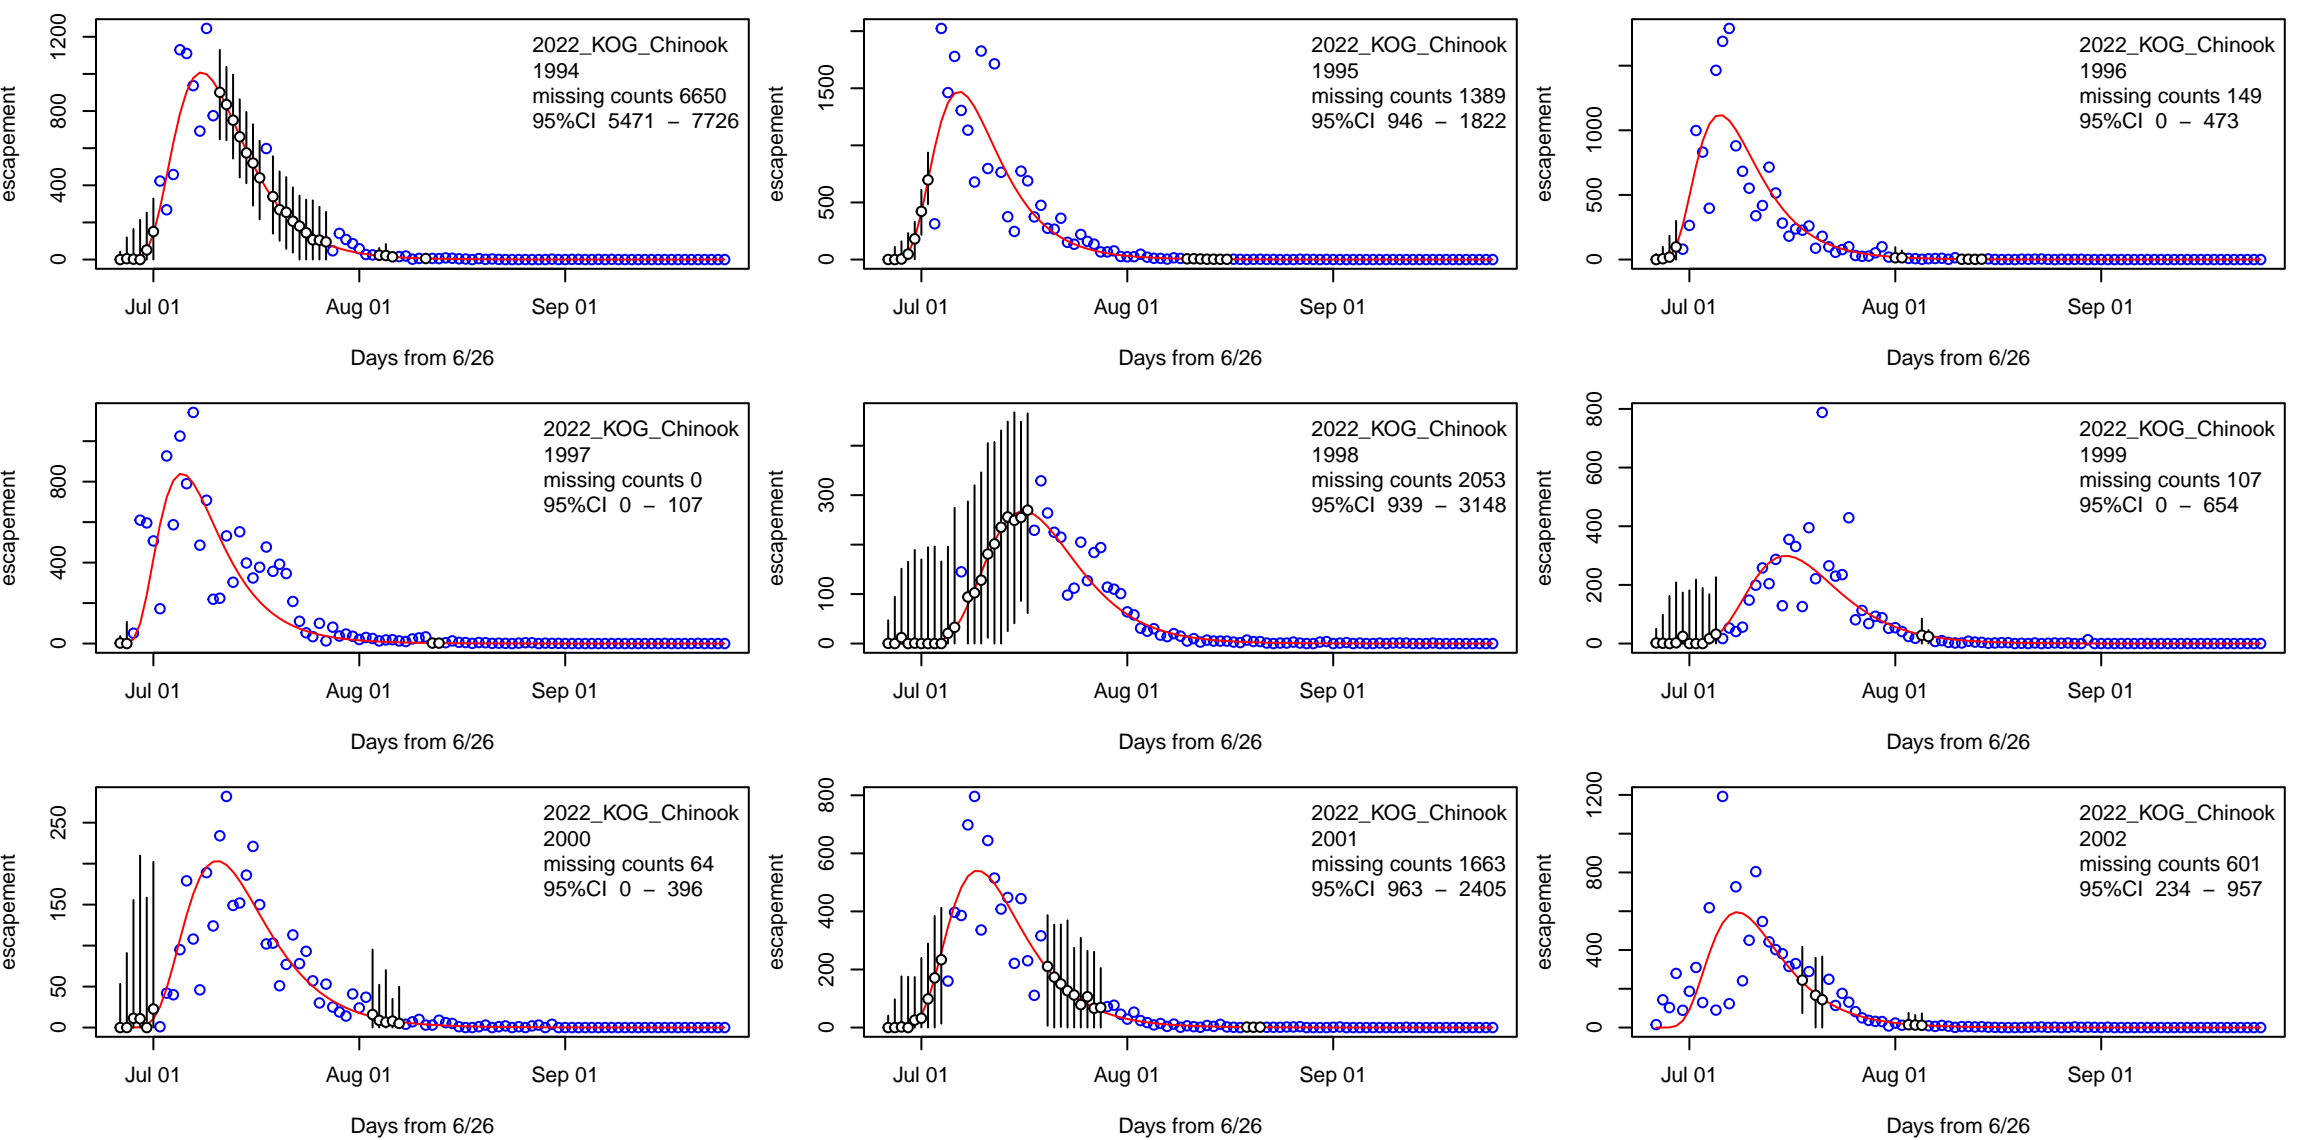 2022_KOG_Chinook
1994
missing counts 6650
95%CI 5471 − 7726
escapement
0 400 800 1200
Jul 01 Aug 01 Sep 01
Days from 6/26
2022_KOG_Chinook
1995
missing counts 1389
95%CI 946 − 1822
escapement
0 500 1500
Jul 01 Aug 01 Sep 01
Days from 6/26
2022_KOG_Chinook
1996
missing counts 149
95%CI 0 − 473
escapement
0 500 1000
Jul 01 Aug 01 Sep 01
Days from 6/26
2022_KOG_Chinook
1997
missing counts 0
95%CI 0 − 107
escapement
0 400 800
Jul 01 Aug 01 Sep 01
Days from 6/26
2022_KOG_Chinook
1998
missing counts 2053
95%CI 939 − 3148
escapement
0 100 300
Jul 01 Aug 01 Sep 01
Days from 6/26
2022_KOG_Chinook
1999
missing counts 107
95%CI 0 − 654
escapement
0 200 400 600 800
Jul 01 Aug 01 Sep 01
Days from 6/26
2022_KOG_Chinook
2000
missing counts 64
95%CI 0 − 396
escapement
0 50 150 250
Jul 01 Aug 01 Sep 01
Days from 6/26
2022_KOG_Chinook
2001
missing counts 1663
95%CI 963 − 2405
escapement
0 200 400 600 800
Jul 01 Aug 01 Sep 01
Days from 6/26
2022_KOG_Chinook
2002
missing counts 601
95%CI 234 − 957
escapement
0 400 800 1200
Jul 01 Aug 01 Sep 01
Days from 6/26